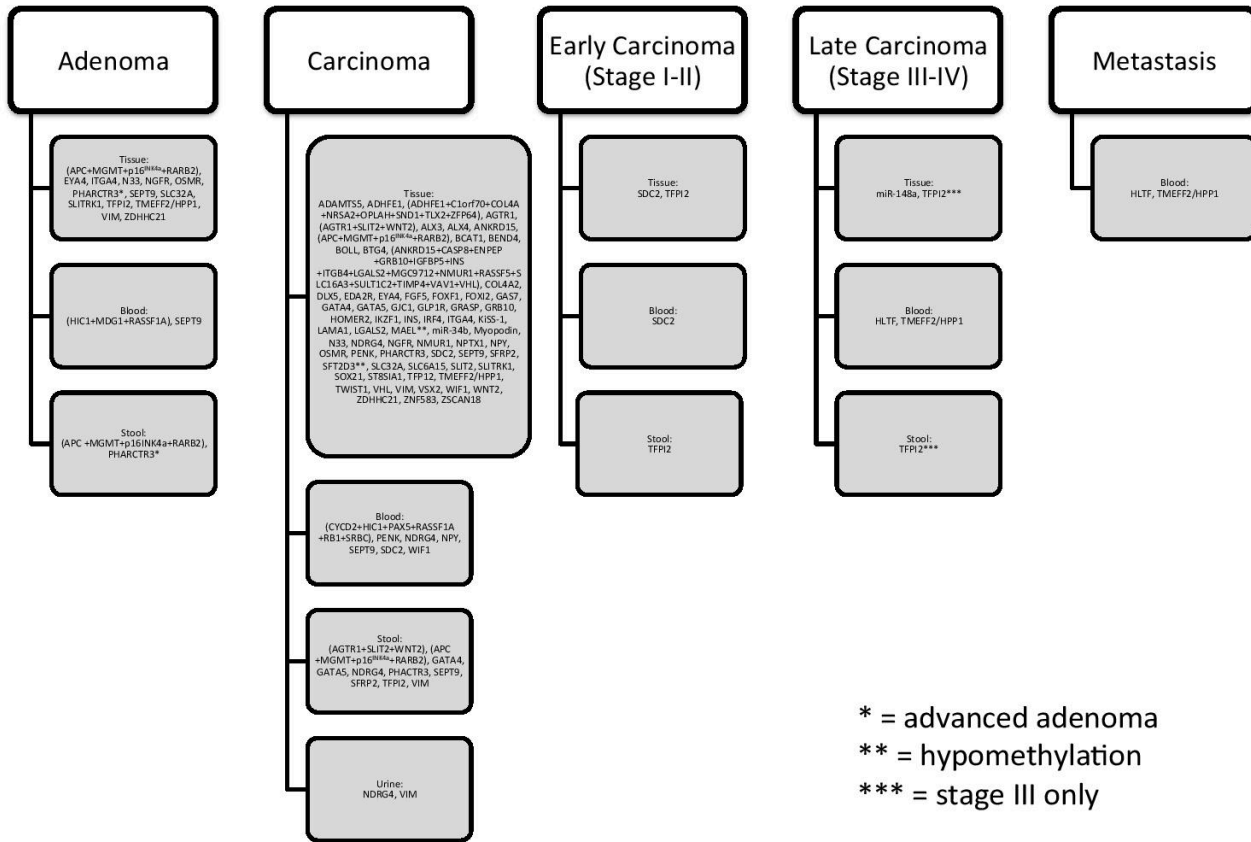 Adenoma
Tissue:
(APC+MGMT+p16INK4a+RARB2),
EYA4, ITGA4, N33, NGFR, OSMR,
PHARCTR3*, SEPT9, SLC32A,
SLITRK1, TFPI2, TMEFF2/HPP1,
VIM, ZDHHC21
Blood:
(HIC1+MDG1+RASSF1A), SEPT9
Stool:
(APC +MGMT+p16INK4a+RARB2),
PHARCTR3*
Carcinoma
Tissue:
ADAMTS5, ADHFE1, (ADHFE1+C1orf70+COL4A
+NRSA2+OPLAH+SND1+TLX2+ZFP64), AGTR1,
(AGTR1+SLIT2+WNT2), ALX3, ALX4, ANKRD15,
(APC+MGMT+p16INK4a+RARB2), BCAT1, BEND4,
BOLL, BTG4, (ANKRD15+CASP8+ENPEP
+GRB10+IGFBP5+INS
+ITGB4+LGALS2+MGC9712+NMUR1+RASSF5+S
LC16A3+SULT1C2+TIMP4+VAV1+VHL), COL4A2,
DLX5, EDA2R, EYA4, FGF5, FOXF1, FOXI2, GAS7,
GATA4, GATA5, GJC1, GLP1R, GRASP, GRB10,
HOMER2, IKZF1, INS, IRF4, ITGA4, KiSS-1,
LAMA1, LGALS2, MAEL**, miR-34b, Myopodin,
N33, NDRG4, NGFR, NMUR1, NPTX1, NPY,
OSMR, PENK, PHARCTR3, SDC2, SEPT9, SFRP2,
SFT2D3**, SLC32A, SLC6A15, SLIT2, SLITRK1,
SOX21, ST8SIA1, TFP12, TMEFF2/HPP1,
TWIST1, VHL, VIM, VSX2, WIF1, WNT2,
ZDHHC21, ZNF583, ZSCAN18
Blood:
(CYCD2+HIC1+PAX5+RASSF1A
+RB1+SRBC), PENK, NDRG4, NPY,
SEPT9, SDC2, WIF1
Stool:
(AGTR1+SLIT2+WNT2), (APC
+MGMT+p16INK4a+RARB2), GATA4,
GATA5, NDRG4, PHACTR3, SEPT9,
SFRP2, TFPI2, VIM
Urine:
NDRG4, VIM
Early Carcinoma
(Stage I-II)
Tissue:
SDC2, TFPI2
Blood:
SDC2
Stool:
TFPI2
Late Carcinoma
(Stage III-IV)
Tissue:
miR-148a, TFPI2***
Blood:
HLTF, TMEFF2/HPP1
Stool:
TFPI2***
Metastasis
Blood:
HLTF, TMEFF2/HPP1
* = advanced adenoma
** = hypomethylation
*** = stage III only